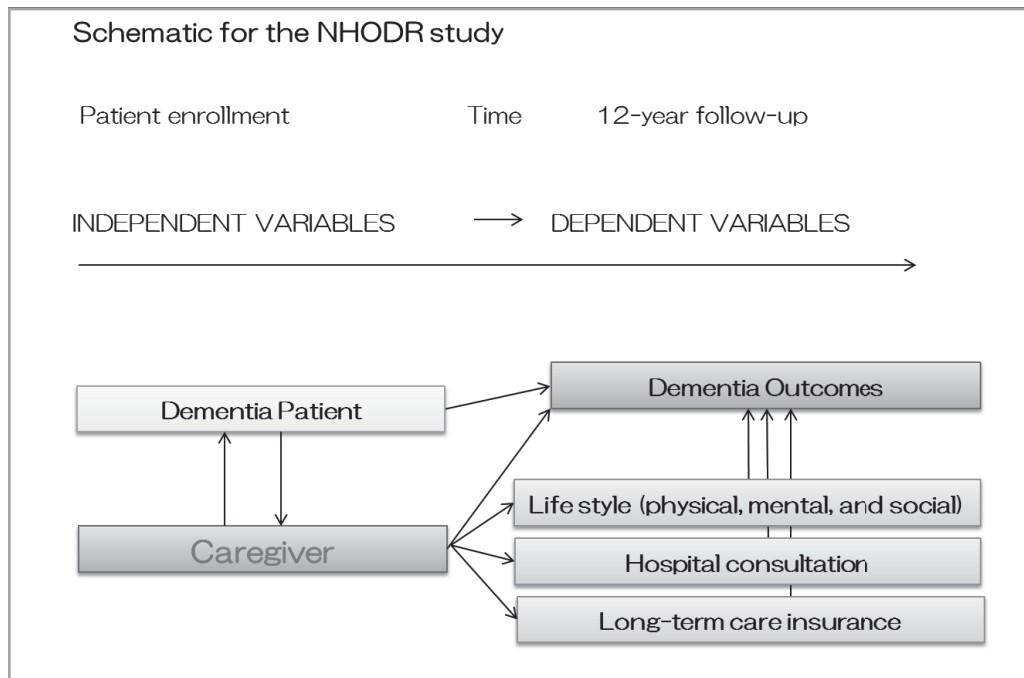 Schematic for the NHODR study
Patient enrollment Time 12-year follow-up
INDEPENDENT VARIABLES DEPENDENT VARIABLES
Dementia Outcomes
Dementia Patient
Life style (physical, mental, and social)
Caregiver
Hospital consultation
Long-term care insurance